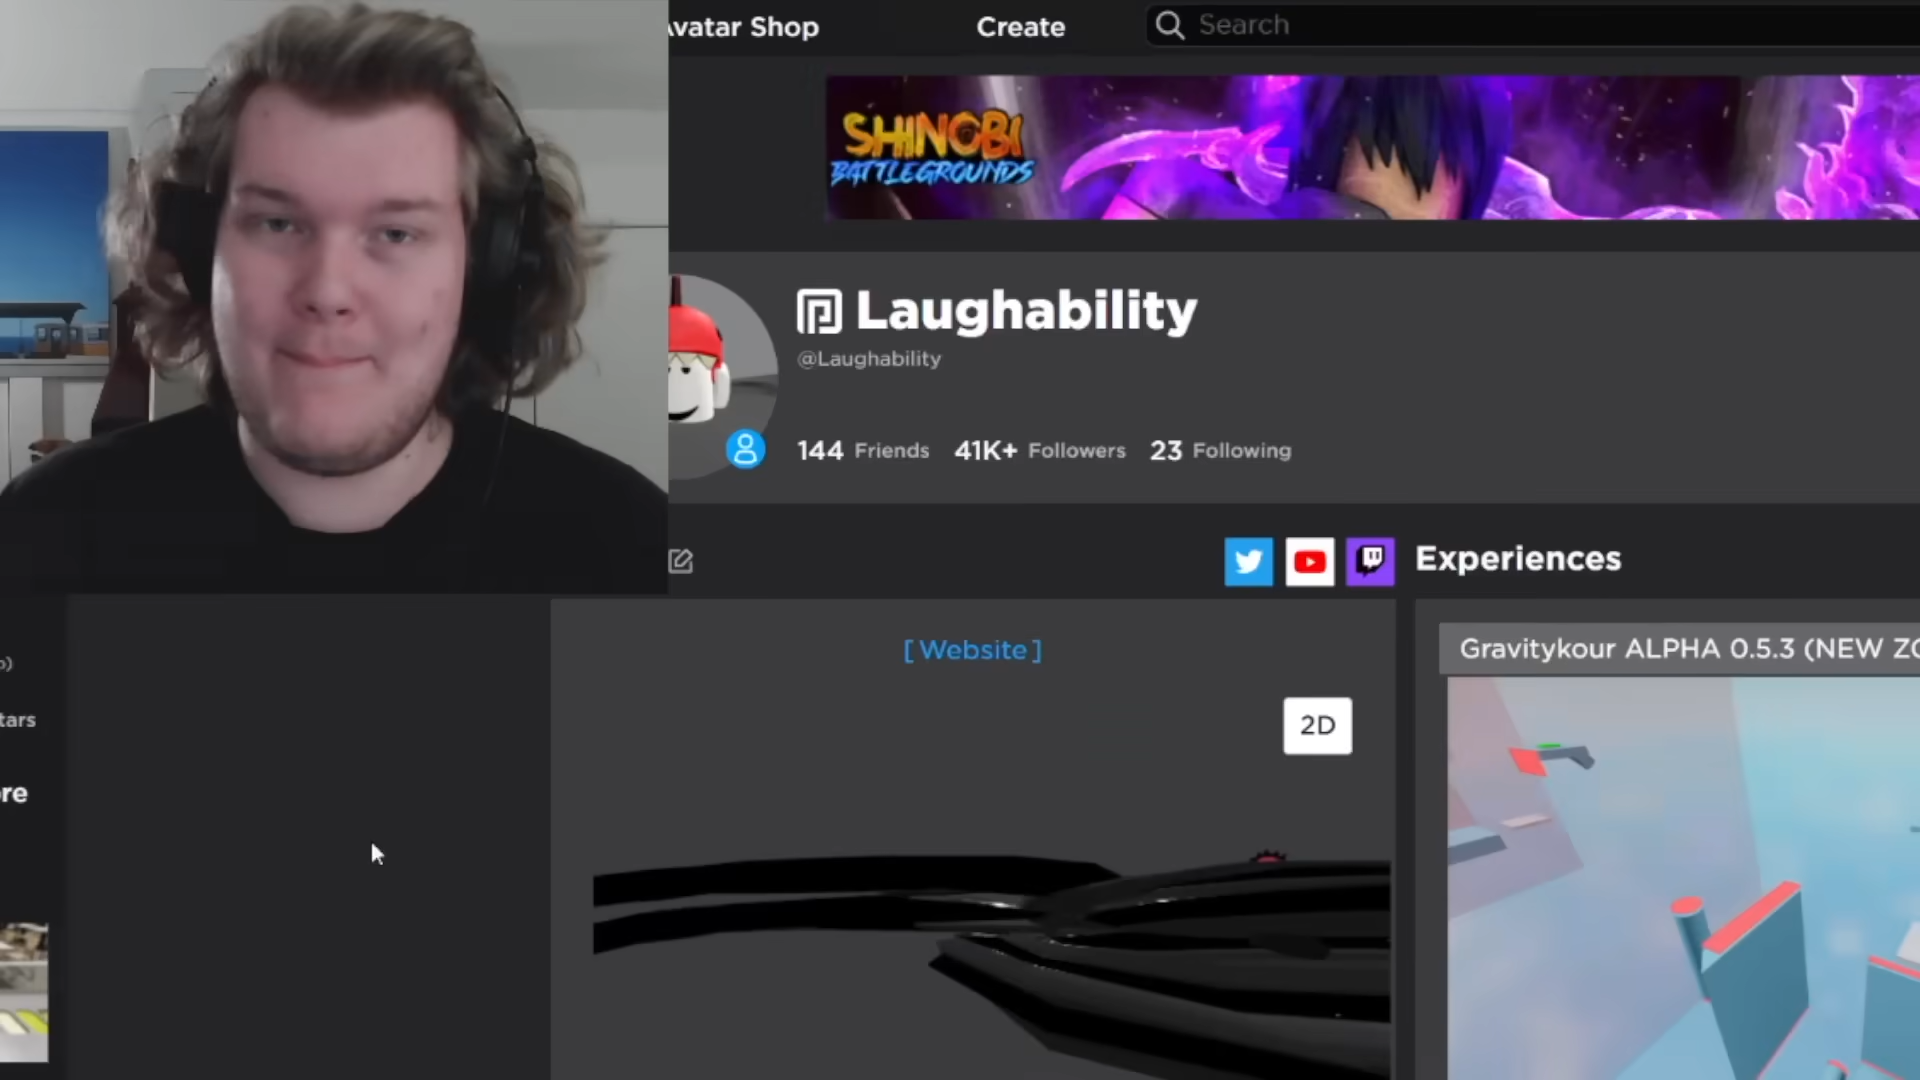 Avatar Shop
Create
Search
SHINOBI
BATTLEGROUNDS
Laughability
@Laughability
144 Friends 41K+ Followers 23 Following
Experiences
[ Website ]
Gravitykour ALPHA 0.5.3 (NEW ZO
2D
o)
tars
re